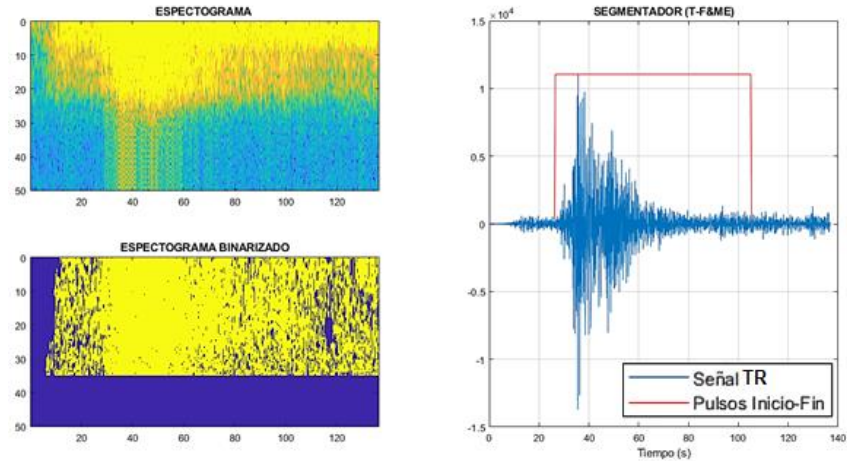 ESPECTOGRAMA
0
10
20
30
40
50
20 40 60 80 100 120
ESPECTOGRAMA BINARIZADO
0
10
20
30
40
50
20 40 60 80 100 120
SEGMENTADOR (T-F&ME)
1.5 ×10⁴
1
0.5
0
-0.5
-1
-1.5
0 20 40 60 80 100 120 140
Tiempo (s)
Señal TR
Pulsos Inicio-Fin